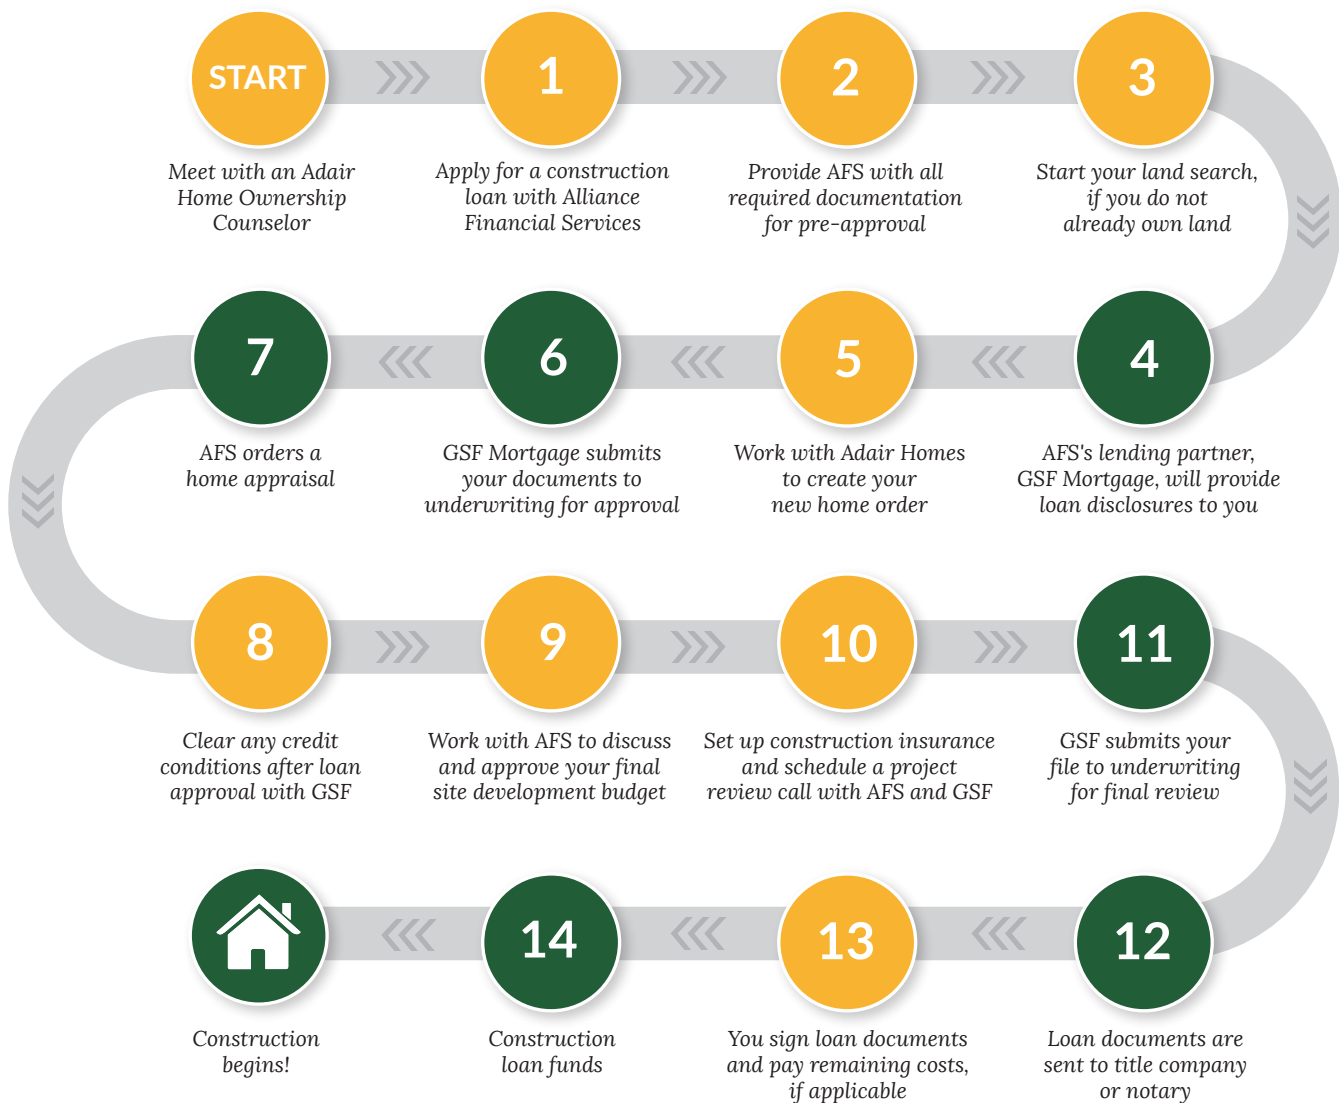 START
Meet with an Adair
Home Ownership
Counselor
1
Apply for a construction
loan with Alliance
Financial Services
2
Provide AFS with all
required documentation
for pre-approval
3
Start your land search,
if you do not
already own land
4
AFS's lending partner,
GSF Mortgage, will provide
loan disclosures to you
5
Work with Adair Homes
to create your
new home order
6
GSF Mortgage submits
your documents to
underwriting for approval
7
AFS orders a
home appraisal
8
Clear any credit
conditions after loan
approval with GSF
9
Work with AFS to discuss
and approve your final
site development budget
10
Set up construction insurance
and schedule a project
review call with AFS and GSF
11
GSF submits your
file to underwriting
for final review
12
Loan documents are
sent to title company
or notary
13
You sign loan documents
and pay remaining costs,
if applicable
14
Construction
loan funds
Construction
begins!